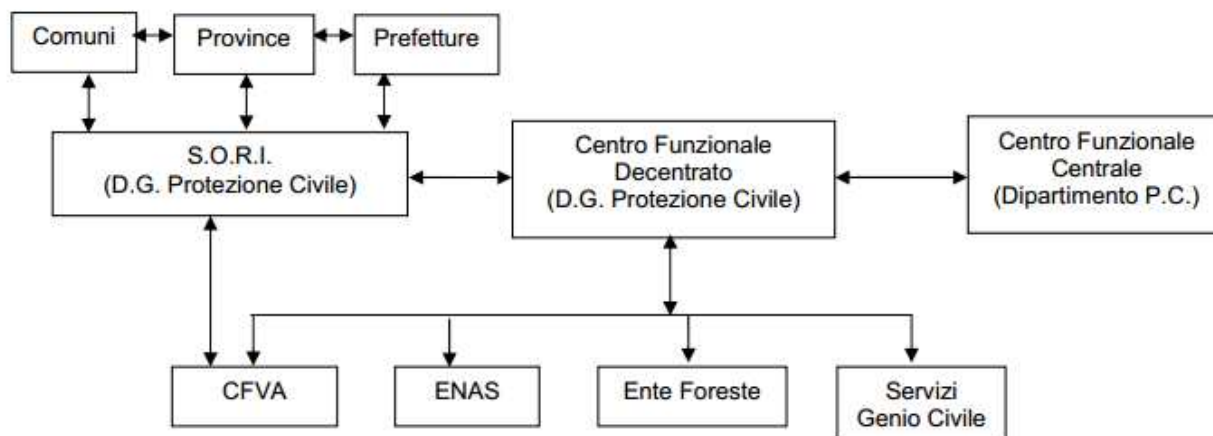 Comuni
Province
Prefetture
S.O.R.I.
(D.G. Protezione Civile)
Centro Funzionale
Decentrato
(D.G. Protezione Civile)
Centro Funzionale
Centrale
(Dipartimento P.C.)
CFVA
ENAS
Ente Foreste
Servizi
Genio Civile